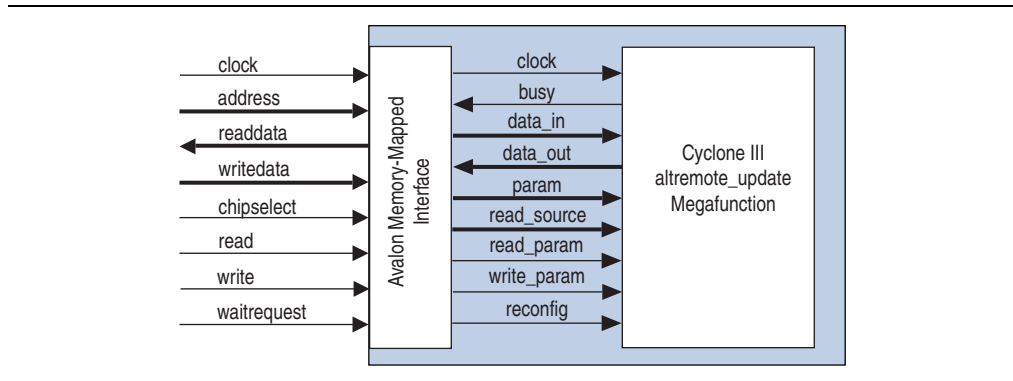 clock
address
readdata
writedata
chipselect
read
write
waitrequest
Avalon Memory-Mapped
Interface
clock
busy
data_in
data_out
param
read_source
read_param
write_param
reconfig
Cyclone III
altremote_update
Megafunction